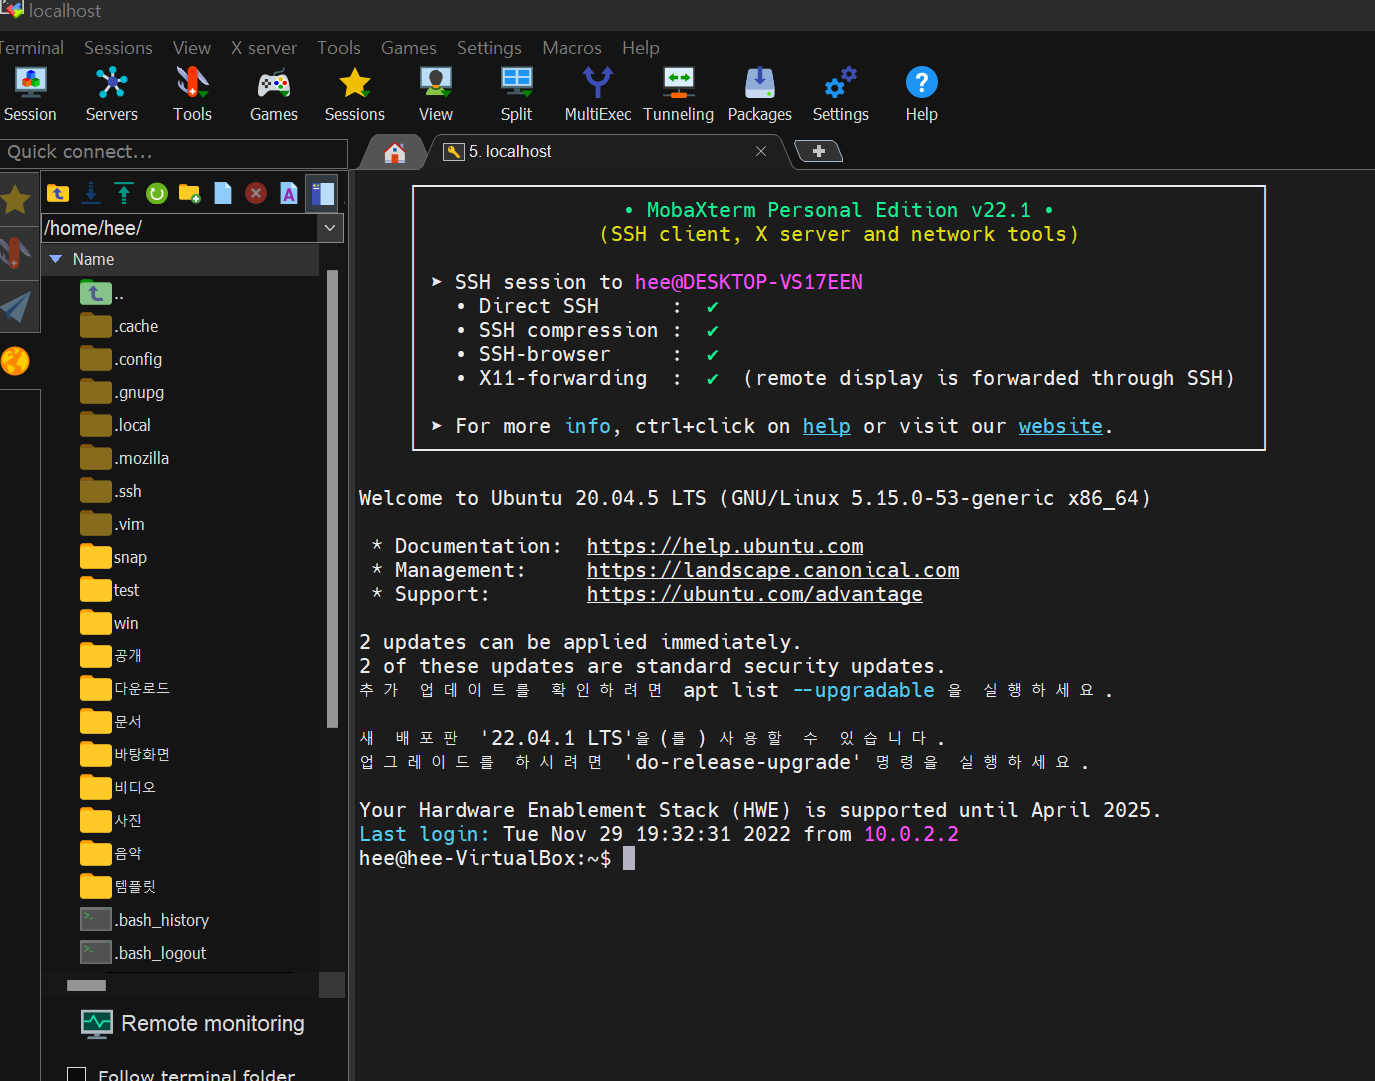 localhost
Terminal Sessions View X server Tools Games Settings Macros Help
Session Servers Tools Games Sessions View Split MultiExec Tunneling Packages Settings Help
Quick connect...
5. localhost
/home/hee/
Name
..
.cache
.config
.gnupg
.local
.mozilla
.ssh
.vim
snap
test
win
공개
다운로드
문서
바탕화면
비디오
사진
음악
템플릿
.bash_history
.bash_logout
Remote monitoring
Follow terminal folder
• MobaXterm Personal Edition v22.1 •
(SSH client, X server and network tools)
➤ SSH session to hee@DESKTOP-VS17EEN
• Direct SSH : ✔
• SSH compression : ✔
• SSH-browser : ✔
• X11-forwarding : ✔ (remote display is forwarded through SSH)
➤ For more info, ctrl+click on help or visit our website.
Welcome to Ubuntu 20.04.5 LTS (GNU/Linux 5.15.0-53-generic x86_64)
* Documentation: https://help.ubuntu.com
* Management: https://landscape.canonical.com
* Support: https://ubuntu.com/advantage
2 updates can be applied immediately.
2 of these updates are standard security updates.
추가 업데이트를 확인하려면 apt list --upgradable 을 실행하세요.
새 배포판 '22.04.1 LTS'을(를) 사용할 수 있습니다.
업그레이드를 하시려면 'do-release-upgrade' 명령을 실행하세요.
Your Hardware Enablement Stack (HWE) is supported until April 2025.
Last login: Tue Nov 29 19:32:31 2022 from 10.0.2.2
hee@hee-VirtualBox:~$